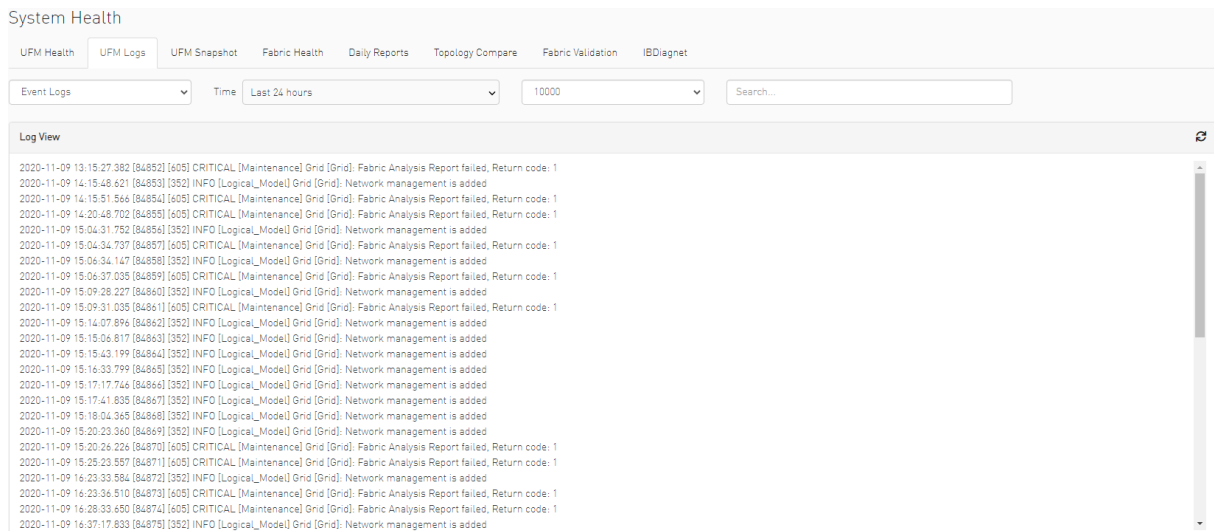 System Health
UFM Health UFM Logs UFM Snapshot Fabric Health Daily Reports Topology Compare Fabric Validation IBDiagnet
Event Logs Time Last 24 hours 10000 Search...
Log View
2020-11-09 13:15:27.382 [84852] [605] CRITICAL [Maintenance] Grid [Grid]: Fabric Analysis Report failed, Return code: 1
2020-11-09 14:15:48.621 [84853] [352] INFO [Logical_Model] Grid [Grid]: Network management is added
2020-11-09 14:15:51.566 [84854] [605] CRITICAL [Maintenance] Grid [Grid]: Fabric Analysis Report failed, Return code: 1
2020-11-09 14:20:48.702 [84855] [605] CRITICAL [Maintenance] Grid [Grid]: Fabric Analysis Report failed, Return code: 1
2020-11-09 15:04:31.752 [84856] [352] INFO [Logical_Model] Grid [Grid]: Network management is added
2020-11-09 15:04:34.737 [84857] [605] CRITICAL [Maintenance] Grid [Grid]: Fabric Analysis Report failed, Return code: 1
2020-11-09 15:06:34.147 [84858] [352] INFO [Logical_Model] Grid [Grid]: Network management is added
2020-11-09 15:06:37.035 [84859] [605] CRITICAL [Maintenance] Grid [Grid]: Fabric Analysis Report failed, Return code: 1
2020-11-09 15:09:28.227 [84860] [352] INFO [Logical_Model] Grid [Grid]: Network management is added
2020-11-09 15:09:31.035 [84861] [605] CRITICAL [Maintenance] Grid [Grid]: Fabric Analysis Report failed, Return code: 1
2020-11-09 15:14:07.896 [84862] [352] INFO [Logical_Model] Grid [Grid]: Network management is added
2020-11-09 15:15:06.817 [84863] [352] INFO [Logical_Model] Grid [Grid]: Network management is added
2020-11-09 15:15:43.199 [84864] [352] INFO [Logical_Model] Grid [Grid]: Network management is added
2020-11-09 15:16:33.799 [84865] [352] INFO [Logical_Model] Grid [Grid]: Network management is added
2020-11-09 15:17:17.746 [84866] [352] INFO [Logical_Model] Grid [Grid]: Network management is added
2020-11-09 15:17:41.835 [84867] [352] INFO [Logical_Model] Grid [Grid]: Network management is added
2020-11-09 15:18:04.365 [84868] [352] INFO [Logical_Model] Grid [Grid]: Network management is added
2020-11-09 15:20:23.360 [84869] [352] INFO [Logical_Model] Grid [Grid]: Network management is added
2020-11-09 15:20:26.226 [84870] [605] CRITICAL [Maintenance] Grid [Grid]: Fabric Analysis Report failed, Return code: 1
2020-11-09 15:25:23.557 [84871] [605] CRITICAL [Maintenance] Grid [Grid]: Fabric Analysis Report failed, Return code: 1
2020-11-09 16:23:33.584 [84872] [352] INFO [Logical_Model] Grid [Grid]: Network management is added
2020-11-09 16:23:36.510 [84873] [605] CRITICAL [Maintenance] Grid [Grid]: Fabric Analysis Report failed, Return code: 1
2020-11-09 16:28:33.650 [84874] [605] CRITICAL [Maintenance] Grid [Grid]: Fabric Analysis Report failed, Return code: 1
2020-11-09 16:37:17.833 [84875] [352] INFO [Logical_Model] Grid [Grid]: Network management is added